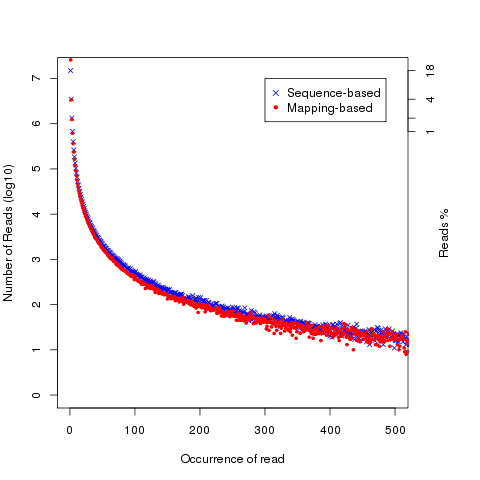 Sequence-based
Mapping-based
Number of Reads (log10)
7
6
5
4
3
2
1
0
18
4
1
Reads %
0 100 200 300 400 500
Occurrence of read